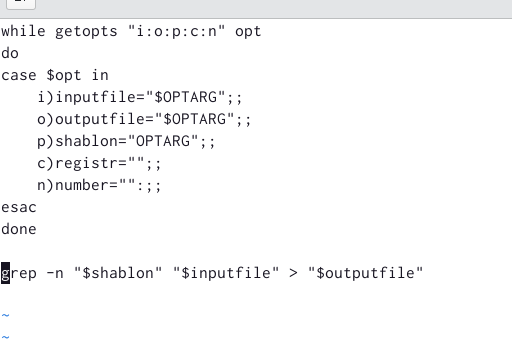 while getopts "i:o:p:c:n" opt
do
case $opt in
    i)inputfile="$OPTARG";;
    o)outputfile="$OPTARG";;
    p)shablon="OPTARG";;
    c)registr="";;
    n)number="":;;
esac
done

grep -n "$shablon" "$inputfile" > "$outputfile"

~
~